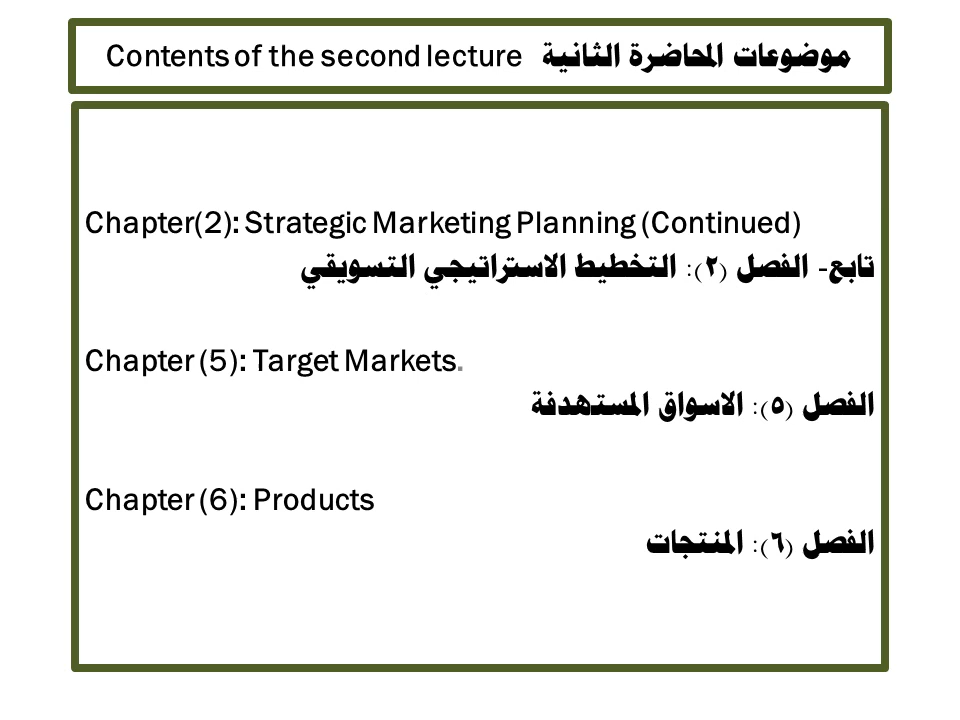 Contents of the second lecture موضوعات المحاضرة الثانية
Chapter(2): Strategic Marketing Planning (Continued)
تابع- الفصل (٢): التخطيط الاستراتيجي التسويقي
Chapter (5): Target Markets.
الفصل (٥): الاسواق المستهدفة
Chapter (6): Products
الفصل (٦): المنتجات